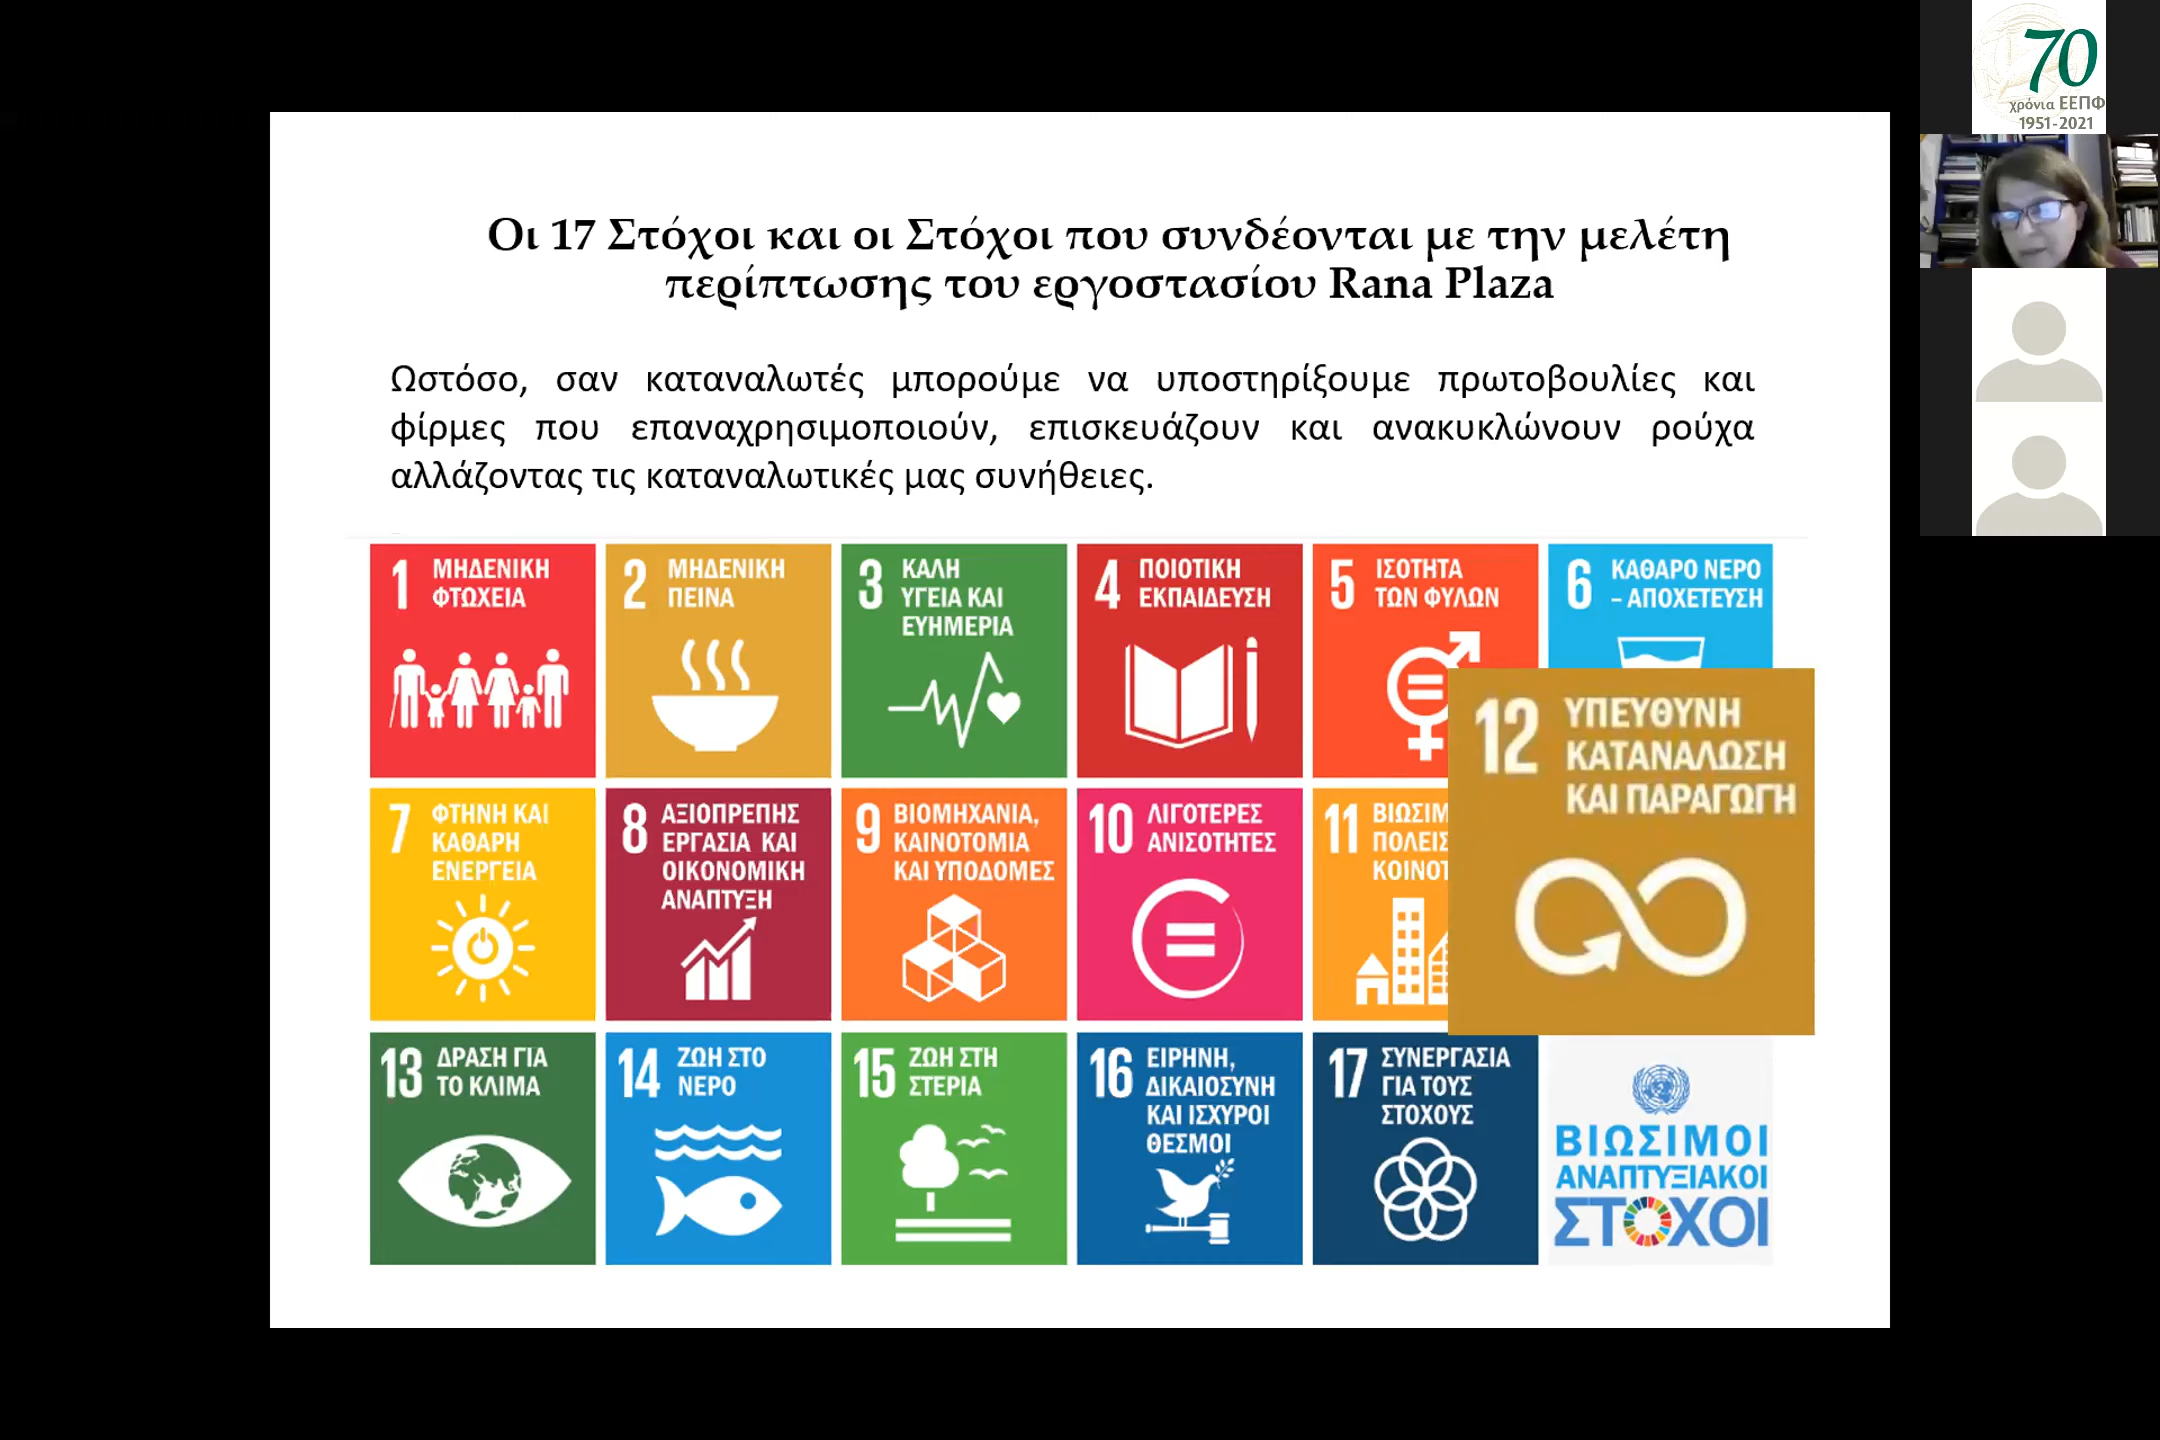 Οι 17 Στόχοι και οι Στόχοι που συνδέονται με την μελέτη
περίπτωσης του εργοστασίου Rana Plaza
Ωστόσο, σαν καταναλωτές μπορούμε να υποστηρίξουμε πρωτοβουλίες και
φίρμες που επαναχρησιμοποιούν, επισκευάζουν και ανακυκλώνουν ρούχα
αλλάζοντας τις καταναλωτικές μας συνήθειες.
1 ΜΗΔΕΝΙΚΗ
ΦΤΩΧΕΙΑ
2 ΜΗΔΕΝΙΚΗ
ΠΕΙΝΑ
3 ΚΑΛΗ
ΥΓΕΙΑ ΚΑΙ
ΕΥΗΜΕΡΙΑ
4 ΠΟΙΟΤΙΚΗ
ΕΚΠΑΙΔΕΥΣΗ
5 ΙΣΟΤΗΤΑ
ΤΩΝ ΦΥΛΩΝ
6 ΚΑΘΑΡΟ ΝΕΡΟ
– ΑΠΟΧΕΤΕΥΣΗ
7 ΦΤΗΝΗ ΚΑΙ
ΚΑΘΑΡΗ
ΕΝΕΡΓΕΙΑ
8 ΑΞΙΟΠΡΕΠΗΣ
ΕΡΓΑΣΙΑ ΚΑΙ
ΟΙΚΟΝΟΜΙΚΗ
ΑΝΑΠΤΥΞΗ
9 ΒΙΟΜΗΧΑΝΙΑ,
ΚΑΙΝΟΤΟΜΙΑ
ΚΑΙ ΥΠΟΔΟΜΕΣ
10 ΛΙΓΟΤΕΡΕΣ
ΑΝΙΣΟΤΗΤΕΣ
11 ΒΙΩΣΙΜ
ΠΟΛΕΙΣ
ΚΟΙΝΟΤ
12 ΥΠΕΥΘΥΝΗ
ΚΑΤΑΝΑΛΩΣΗ
ΚΑΙ ΠΑΡΑΓΩΓΗ
13 ΔΡΑΣΗ ΓΙΑ
ΤΟ ΚΛΙΜΑ
14 ΖΩΗ ΣΤΟ
ΝΕΡΟ
15 ΖΩΗ ΣΤΗ
ΣΤΕΡΙΑ
16 ΕΙΡΗΝΗ,
ΔΙΚΑΙΟΣΥΝΗ
ΚΑΙ ΙΣΧΥΡΟΙ
ΘΕΣΜΟΙ
17 ΣΥΝΕΡΓΑΣΙΑ
ΓΙΑ ΤΟΥΣ
ΣΤΟΧΟΥΣ
ΒΙΩΣΙΜΟΙ
ΑΝΑΠΤΥΞΙΑΚΟΙ
ΣΤΟΧΟΙ
70
χρόνια ΕΕΠΦ
1951-2021